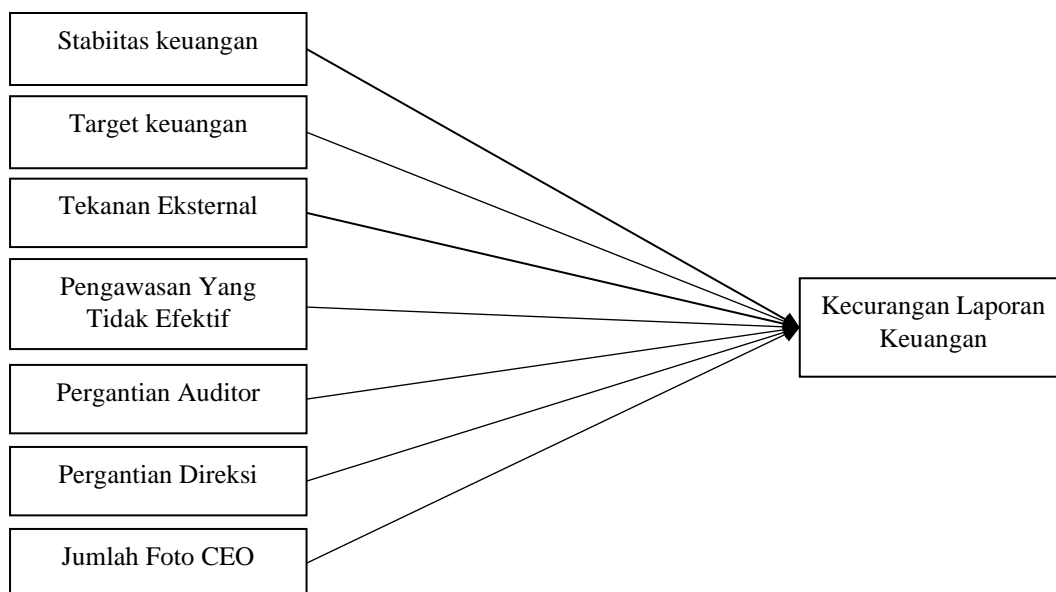 Stabiitas keuangan
Target keuangan
Tekanan Eksternal
Pengawasan Yang
Tidak Efektif
Pergantian Auditor
Pergantian Direksi
Jumlah Foto CEO
Kecurangan Laporan
Keuangan